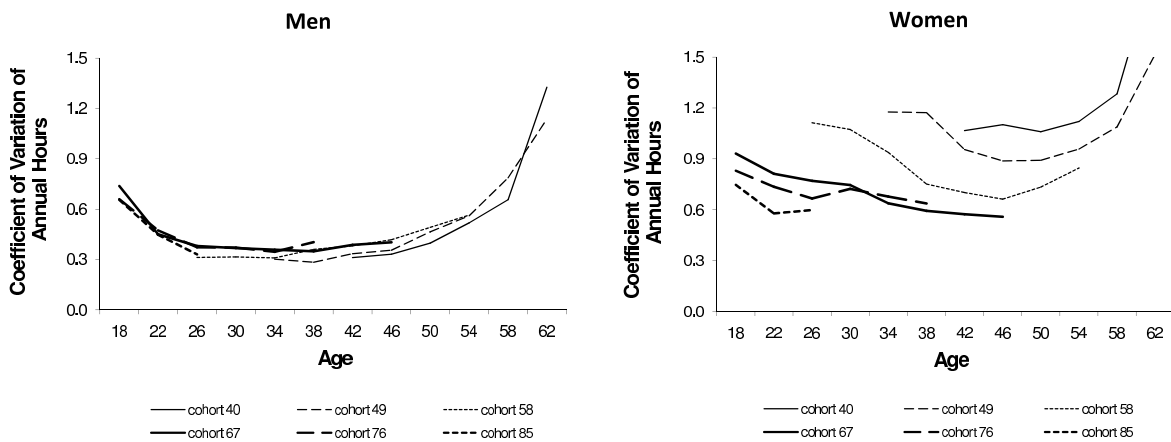 Men
Coefficient of Variation of
Annual Hours
1.5
1.2
0.9
0.6
0.3
0.0
18 22 26 30 34 38 42 46 50 54 58 62
Age
cohort 40 cohort 49 cohort 58
cohort 67 cohort 76 cohort 85
Women
Coefficient of Variation of
Annual Hours
1.5
1.2
0.9
0.6
0.3
0.0
18 22 26 30 34 38 42 46 50 54 58 62
Age
cohort 40 cohort 49 cohort 58
cohort 67 cohort 76 cohort 85